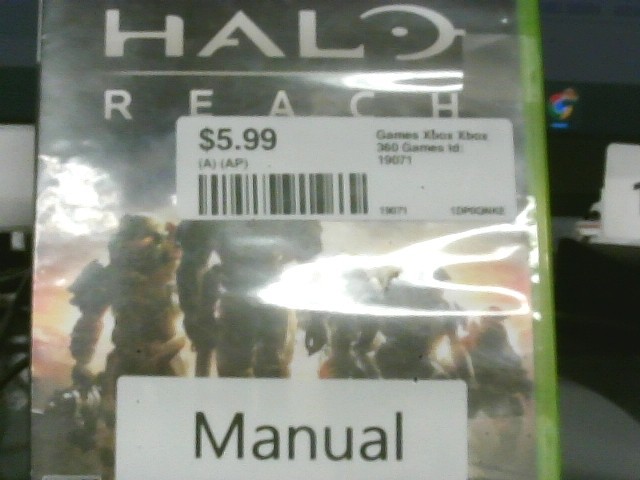 HALO
REACH
$5.99
(A) (AP)
Games Xbox Xbox
360 Games Id:
19071
19071
Manual